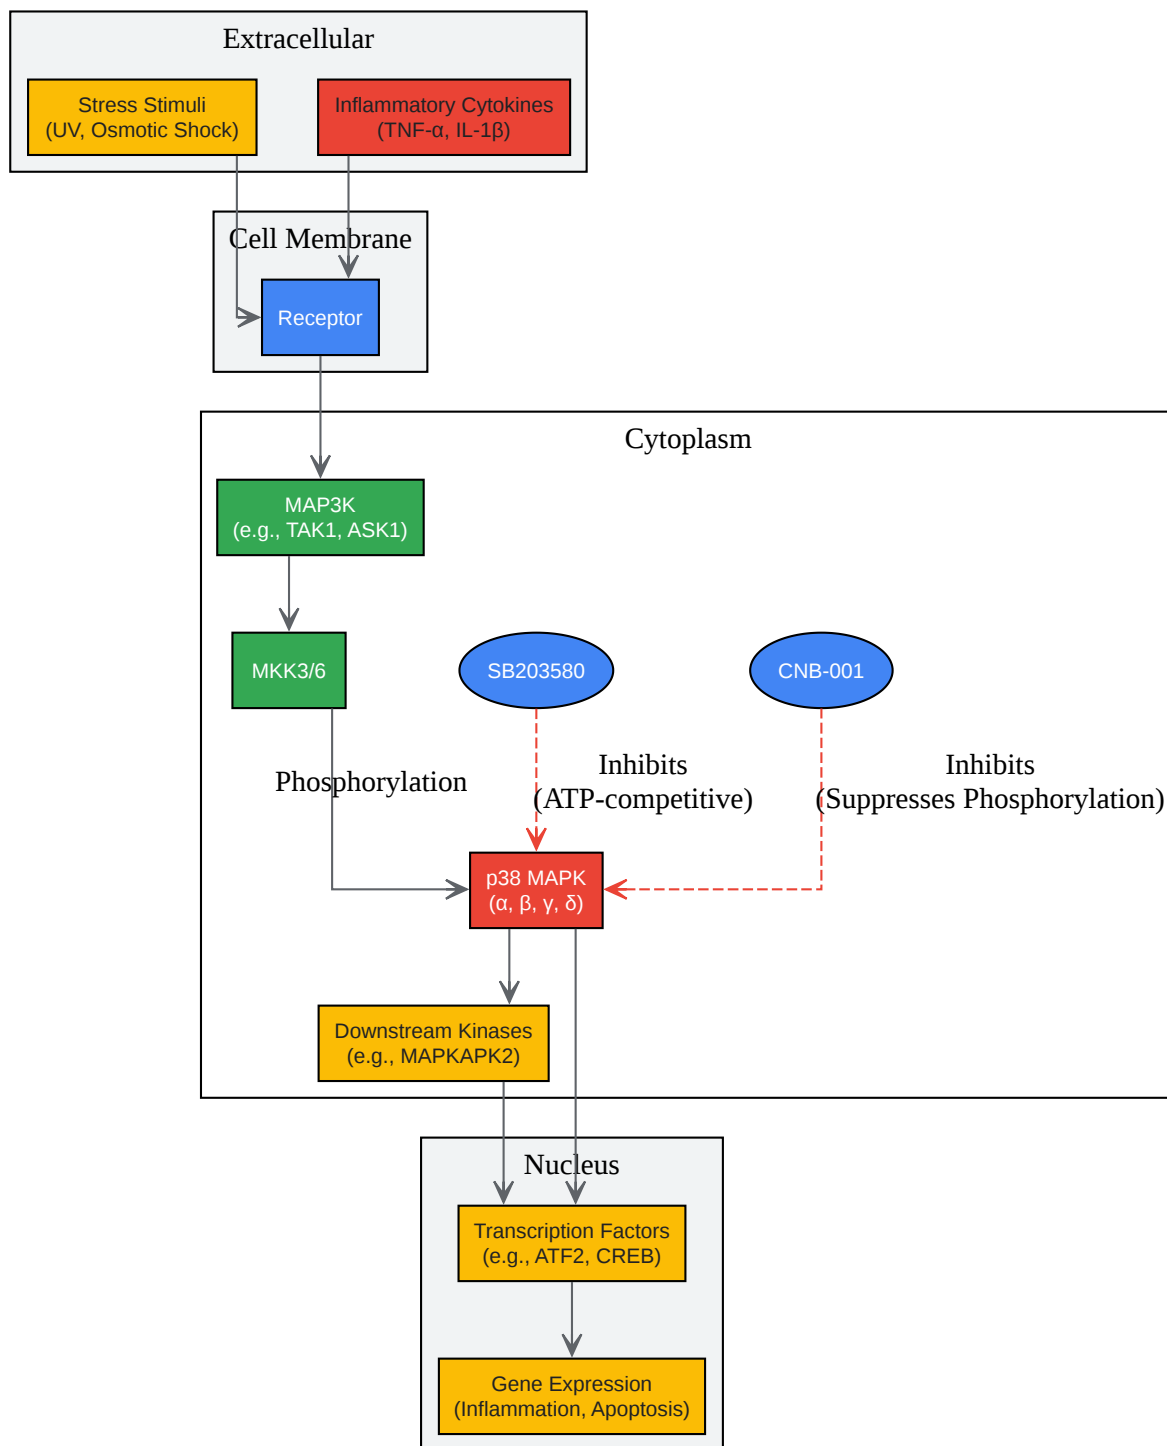 Extracellular
Stress Stimuli
(UV, Osmotic Shock)
Inflammatory Cytokines
(TNF-α, IL-1β)
Cell Membrane
Receptor
Cytoplasm
MAP3K
(e.g., TAK1, ASK1)
MKK3/6
SB203580
CNB-001
Phosphorylation
Inhibits
(ATP-competitive)
Inhibits
(Suppresses Phosphorylation)
p38 MAPK
(α, β, γ, δ)
Downstream Kinases
(e.g., MAPKAPK2)
Nucleus
Transcription Factors
(e.g., ATF2, CREB)
Gene Expression
(Inflammation, Apoptosis)